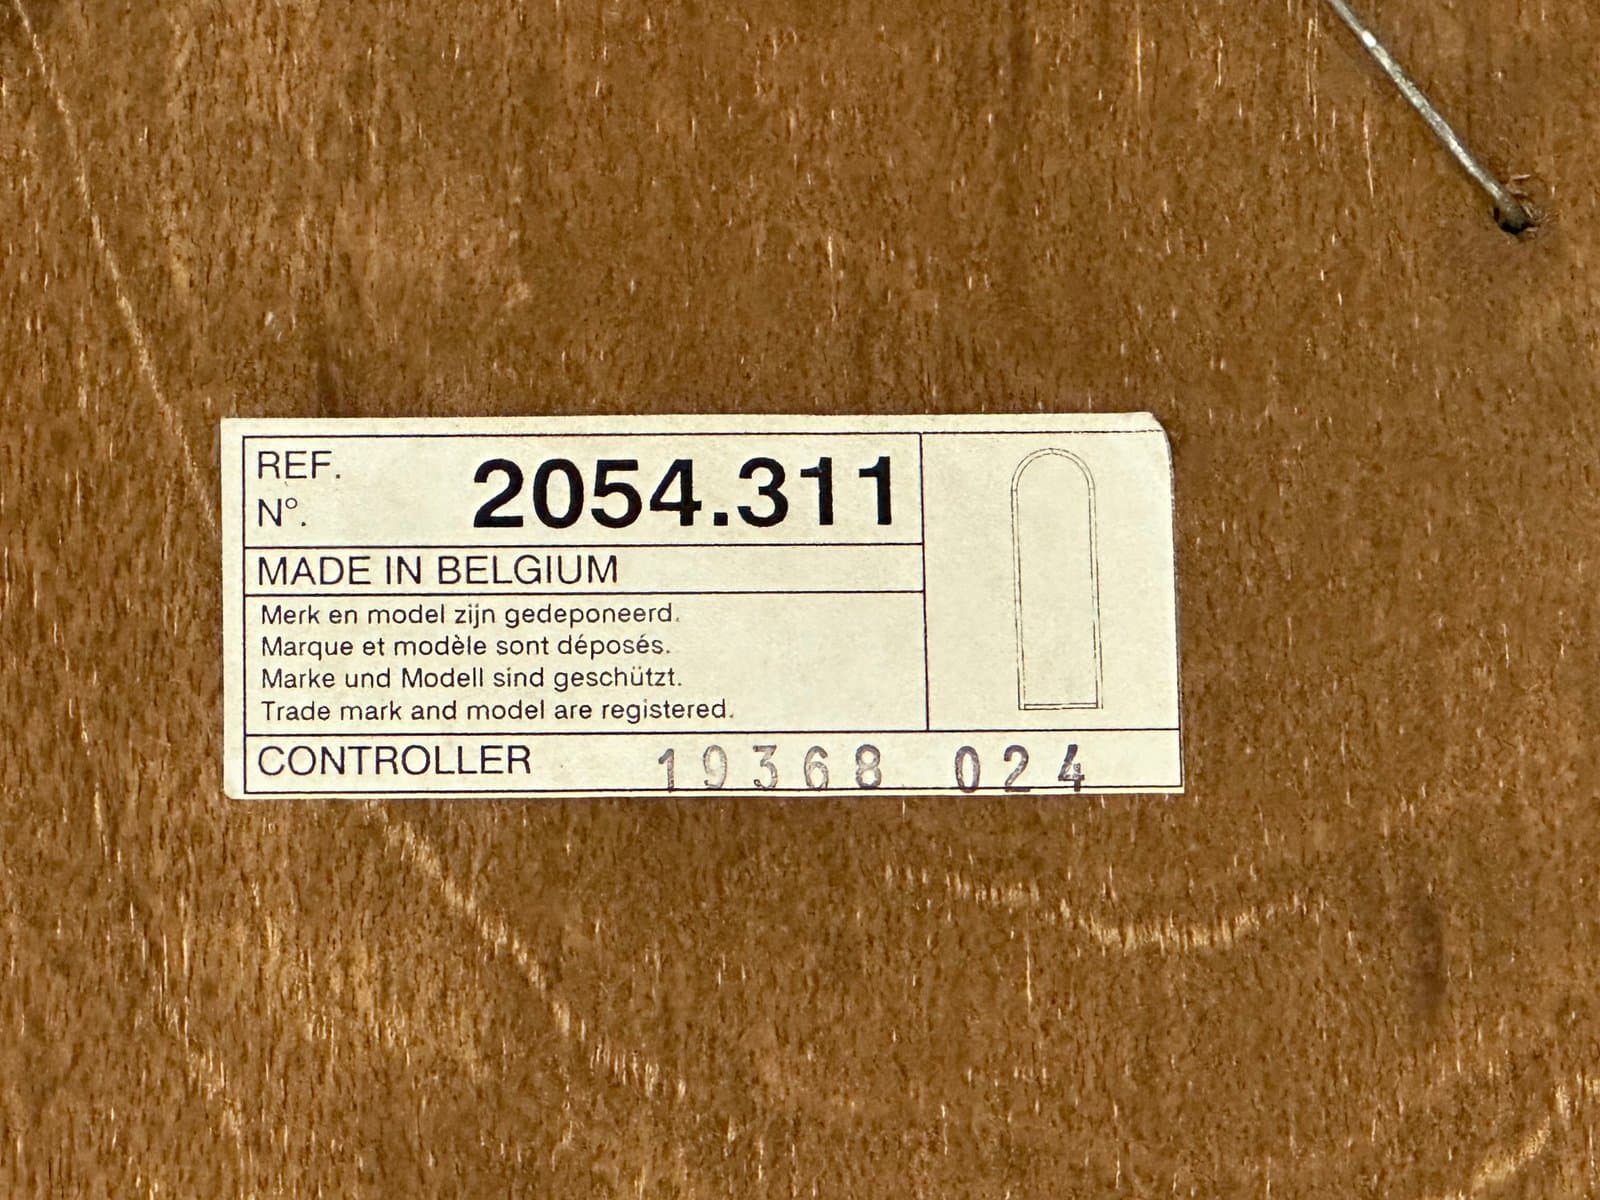 REF.
N°. 2054.311
MADE IN BELGIUM
Merk en model zijn gedeponeerd.
Marque et modèle sont déposés.
Marke und Modell sind geschützt.
Trade mark and model are registered.
CONTROLLER 19368 024